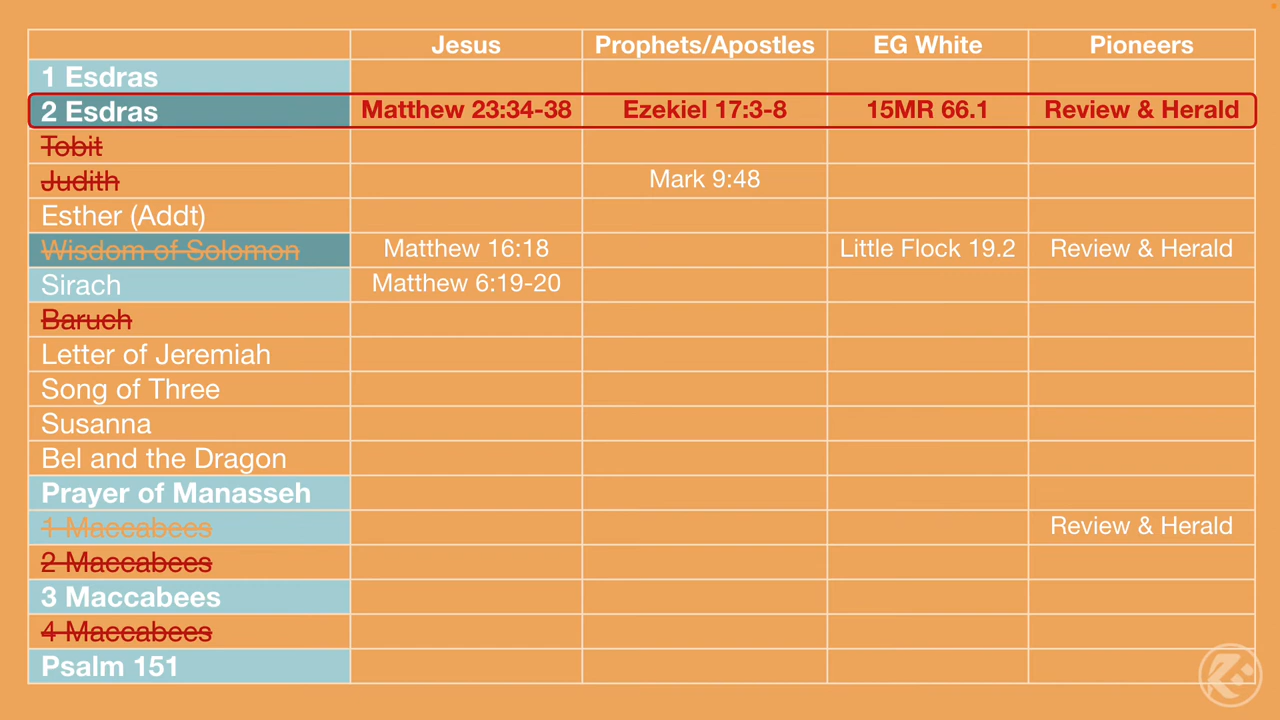 Jesus Prophets/Apostles EG White Pioneers
1 Esdras
2 Esdras Matthew 23:34-38 Ezekiel 17:3-8 15MR 66.1 Review & Herald
Tobit
Judith Mark 9:48
Esther (Addt)
Wisdom of Solomon Matthew 16:18 Little Flock 19.2 Review & Herald
Sirach Matthew 6:19-20
Baruch
Letter of Jeremiah
Song of Three
Susanna
Bel and the Dragon
Prayer of Manasseh
1 Maccabees Review & Herald
2 Maccabees
3 Maccabees
4 Maccabees
Psalm 151